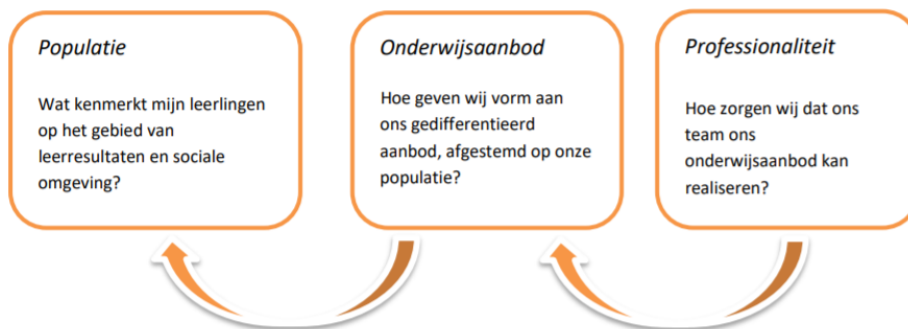 Populatie
Wat kenmerkt mijn leerlingen
op het gebied van
leerresultaten en sociale
omgeving?
Onderwijsaanbod
Hoe geven wij vorm aan
ons gedifferentieerd
aanbod, afgestemd op onze
populatie?
Professionaliteit
Hoe zorgen wij dat ons
team ons
onderwijsaanbod kan
realiseren?